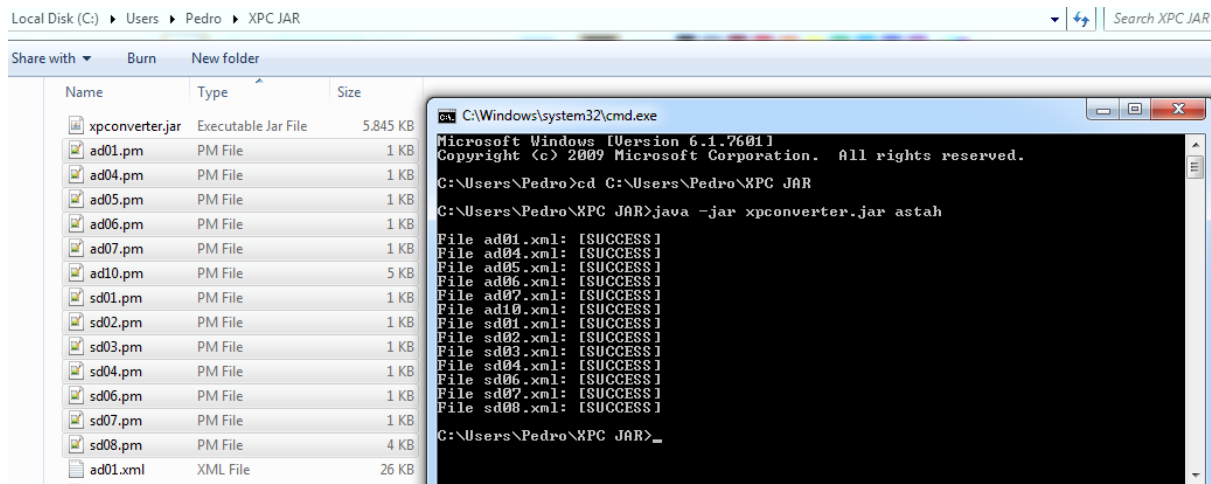 Local Disk (C:) ▸ Users ▸ Pedro ▸ XPC JAR
Search XPC JAR
Share with Burn New folder
Name Type Size
xpconverter.jar Executable Jar File 5.845 KB
ad01.pm PM File 1 KB
ad04.pm PM File 1 KB
ad05.pm PM File 1 KB
ad06.pm PM File 1 KB
ad07.pm PM File 1 KB
ad10.pm PM File 5 KB
sd01.pm PM File 1 KB
sd02.pm PM File 1 KB
sd03.pm PM File 1 KB
sd04.pm PM File 1 KB
sd06.pm PM File 1 KB
sd07.pm PM File 1 KB
sd08.pm PM File 4 KB
ad01.xml XML File 26 KB
C:\Windows\system32\cmd.exe
Microsoft Windows [Version 6.1.7601]
Copyright (c) 2009 Microsoft Corporation. All rights reserved.
C:\Users\Pedro>cd C:\Users\Pedro\XPC JAR
C:\Users\Pedro\XPC JAR>java -jar xpconverter.jar astah
File ad01.xml: [SUCCESS]
File ad04.xml: [SUCCESS]
File ad05.xml: [SUCCESS]
File ad06.xml: [SUCCESS]
File ad07.xml: [SUCCESS]
File ad10.xml: [SUCCESS]
File sd01.xml: [SUCCESS]
File sd02.xml: [SUCCESS]
File sd03.xml: [SUCCESS]
File sd04.xml: [SUCCESS]
File sd06.xml: [SUCCESS]
File sd07.xml: [SUCCESS]
File sd08.xml: [SUCCESS]
C:\Users\Pedro\XPC JAR>_